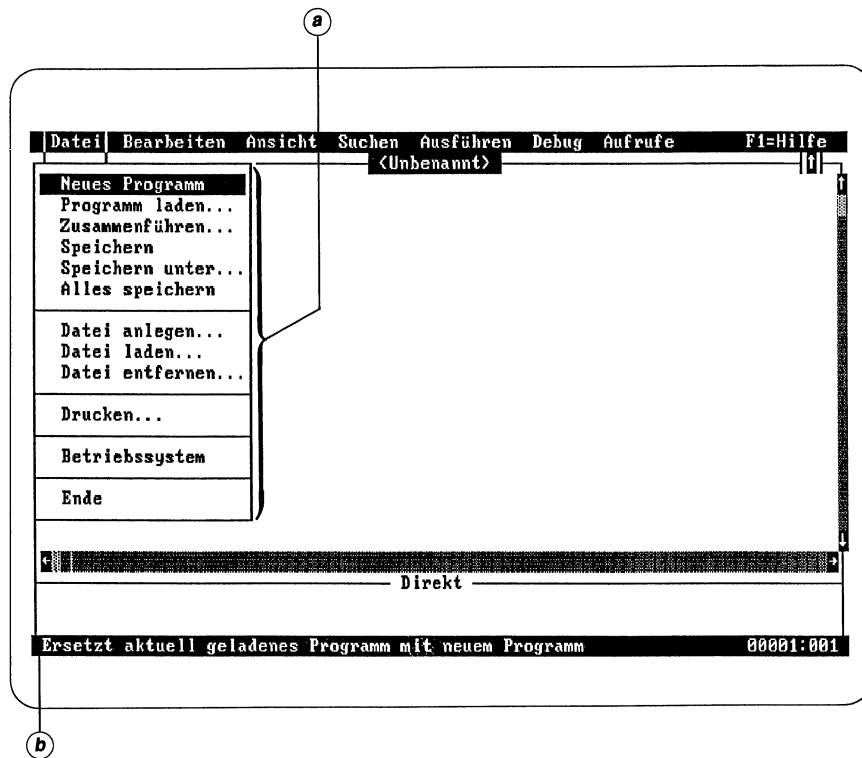 a
Datei Bearbeiten Ansicht Suchen Ausführen Debug Aufrufe F1=Hilfe
<Unbenannt>
Neues Programm
Programm laden...
Zusammenführen...
Speichern
Speichern unter...
Alles speichern
Datei anlegen...
Datei laden...
Datei entfernen...
Drucken...
Betriebssystem
Ende
Direkt
Ersetzt aktuell geladenes Programm mit neuem Programm 00001:001
b